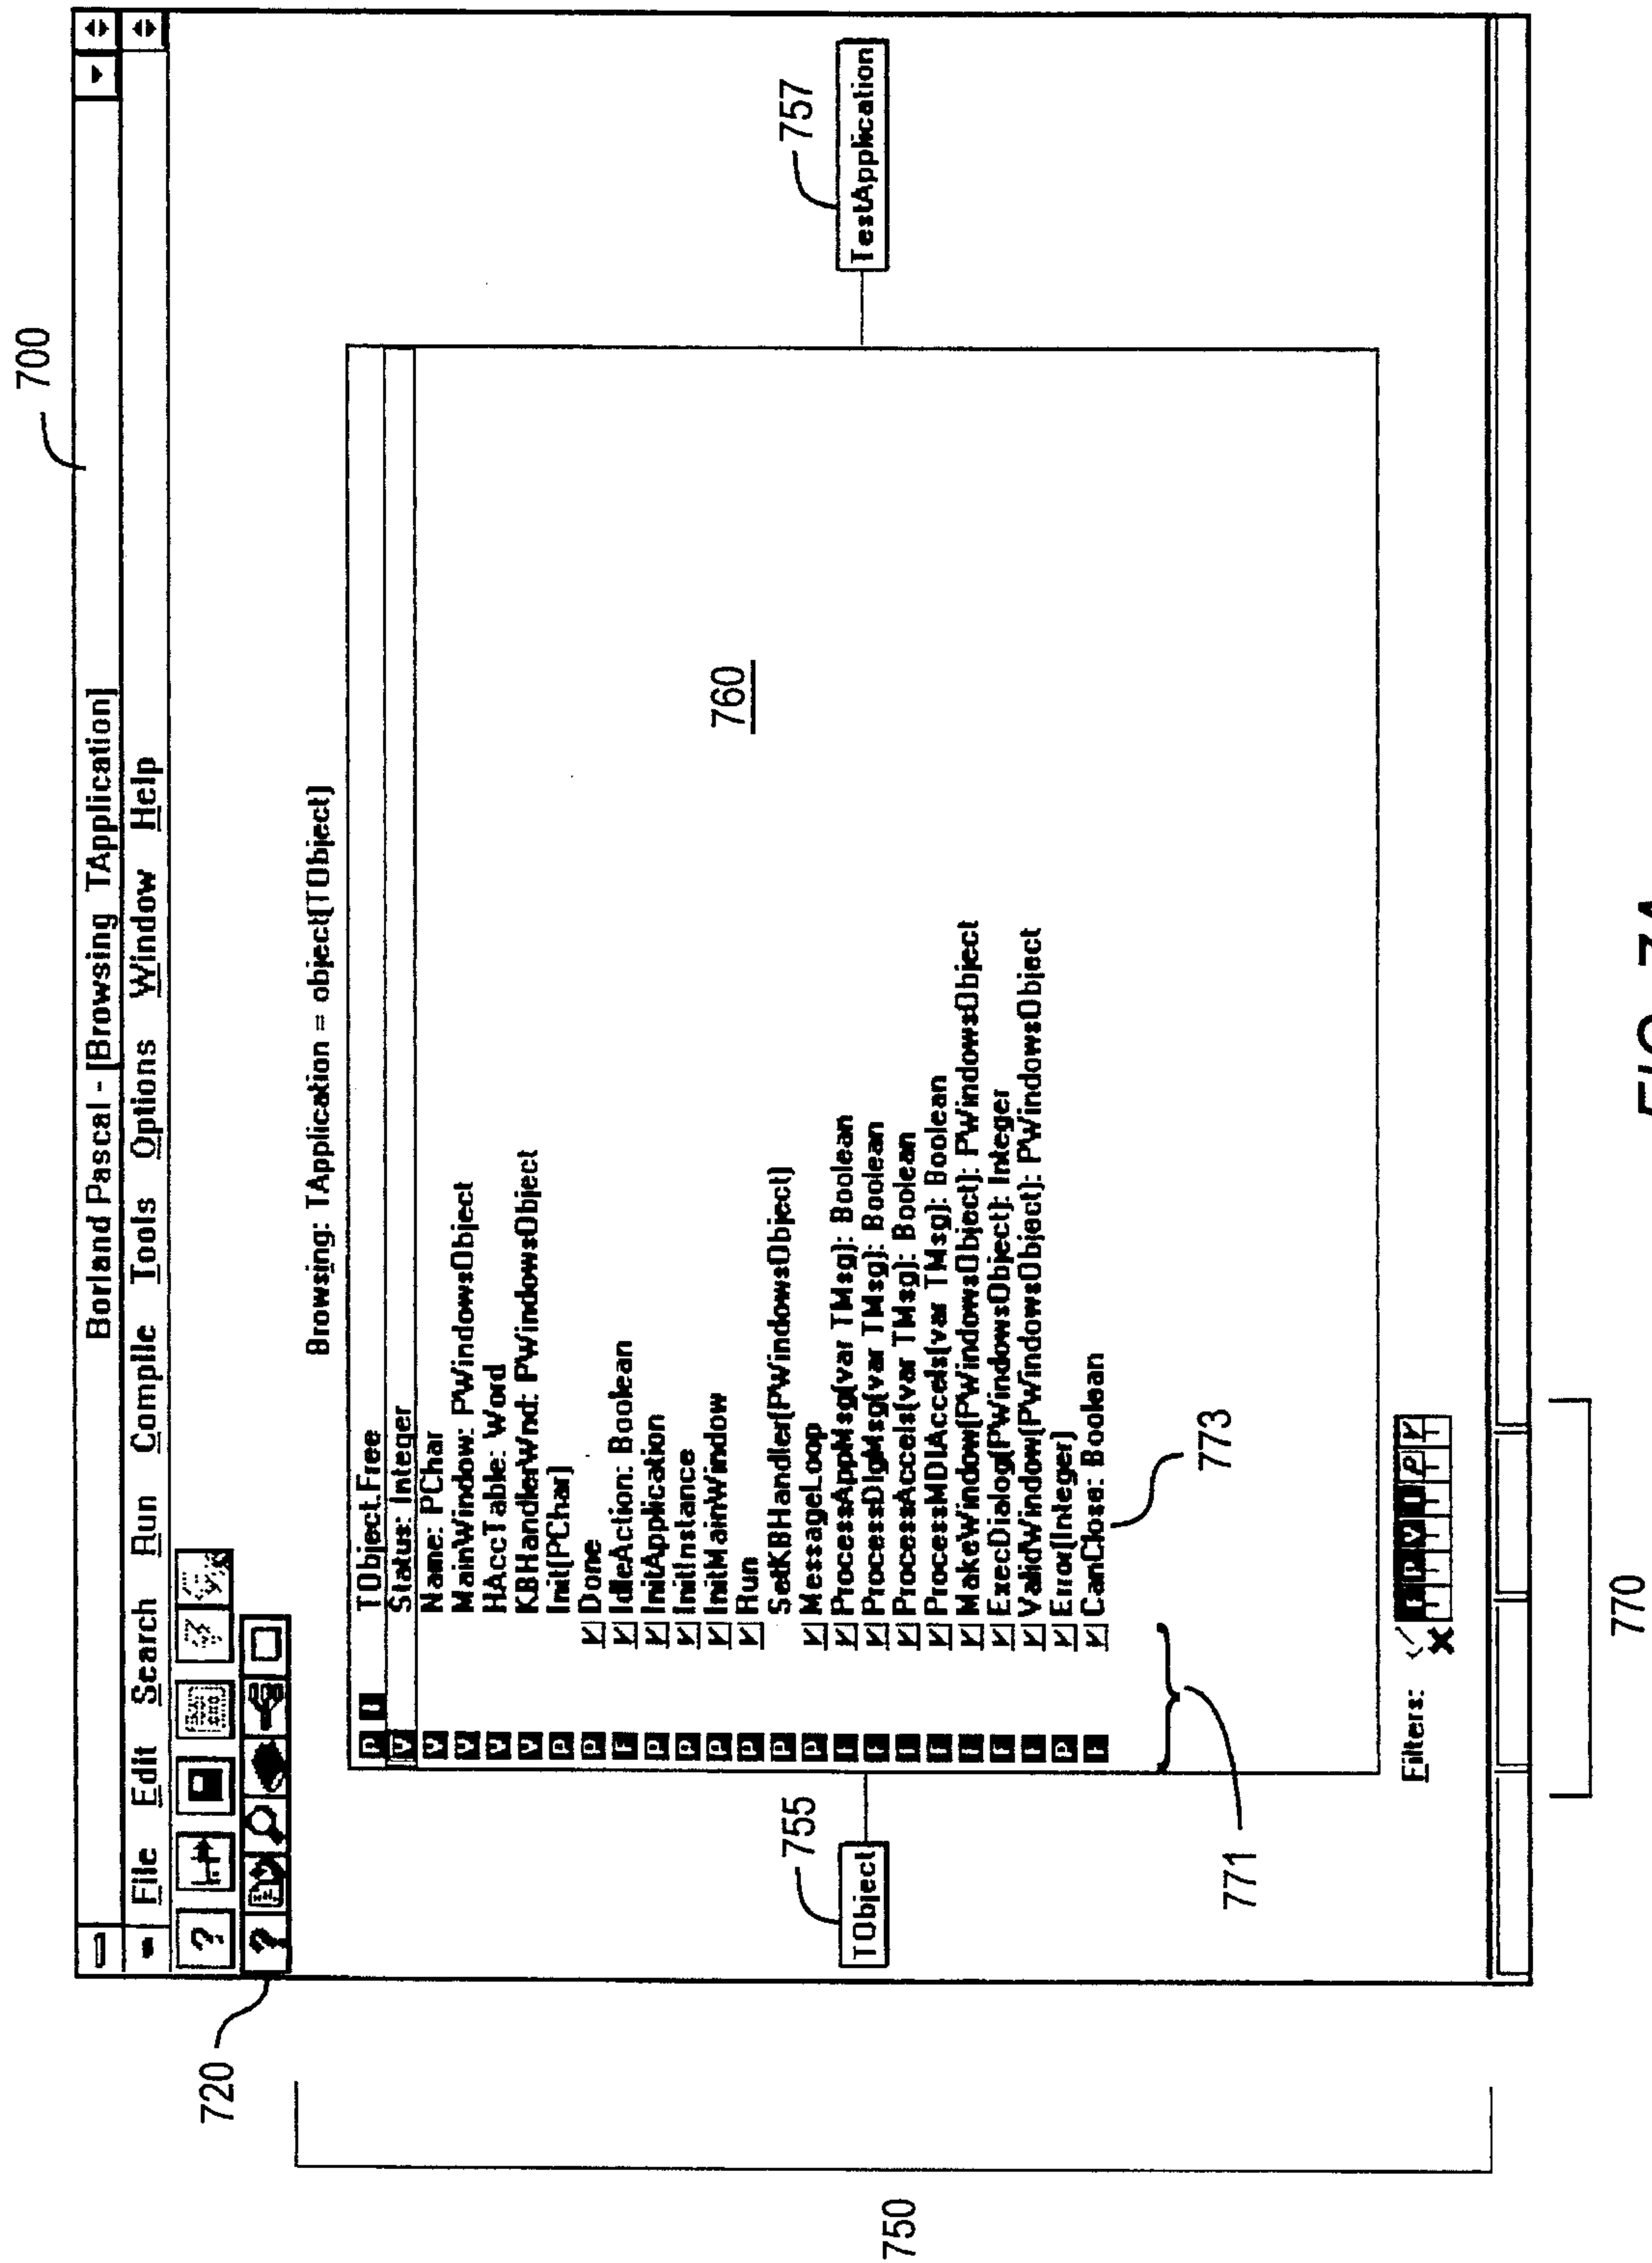 700
Borland Pascal - [Browsing TApplication]
File Edit Search Run Compile Tools Options Window Help
?
720
?
Browsing: TApplication = object(TObject)
P I TObject.Free
V Status: Integer
V Name: PChar
V MainWindow: PWindowsObject
V HAccTable: Word
V KBHandlerWnd: PWindowsObject
P Init(PChar)
P Done
F IdleAction: Boolean
P InitApplication
P InitInstance
P InitMainWindow
P Run
P SetKBHandler(PWindowsObject)
P MessageLoop
F ProcessAppMsg(var TMsg): Boolean
F ProcessDlgMsg(var TMsg): Boolean
F ProcessAccels(var TMsg): Boolean
F ProcessMDIAccels(var TMsg): Boolean
F MakeWindow(PWindowsObject): PWindowsObject
F ExecDialog(PWindowsObject): Integer
F ValidWindow(PWindowsObject): PWindowsObject
P Error(Integer)
F CanClose: Boolean
760
755
TObject
757
TestApplication
771
773
Filters:
770
750
FIG. 7A